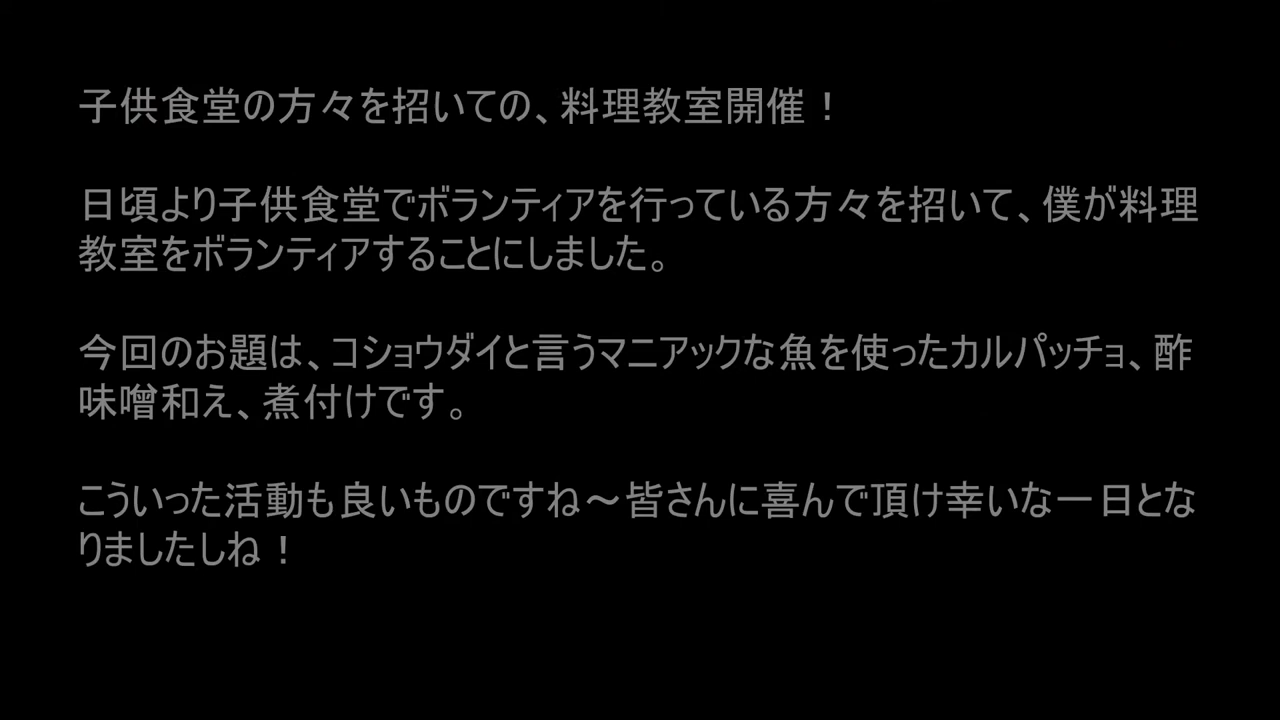 子供食堂の方々を招いての、料理教室開催！
日頃より子供食堂でボランティアを行っている方々を招いて、僕が料理
教室をボランティアすることにしました。
今回のお題は、コショウダイと言うマニアックな魚を使ったカルパッチョ、酢
味噌和え、煮付けです。
こういった活動も良いものですね～皆さんに喜んで頂け幸いな一日とな
りましたしね！